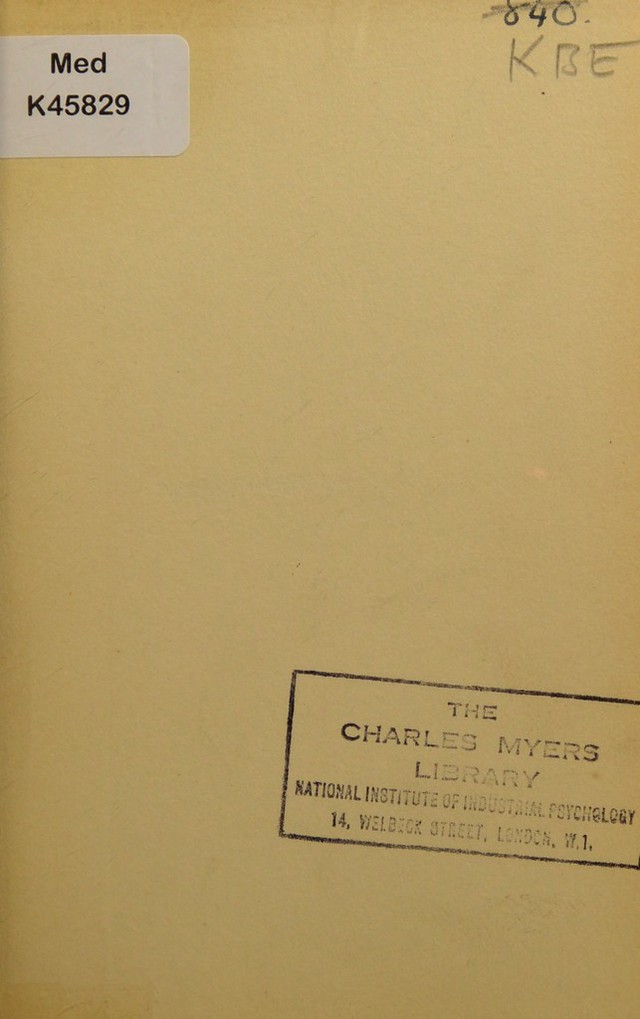 840.
KBE
Med
K45829
THE
CHARLES MYERS
LIBRARY
NATIONAL INSTITUTE OF INDUSTRIAL PSYCHOLOGY
14, WELBECK STREET, LONDON, W.1,